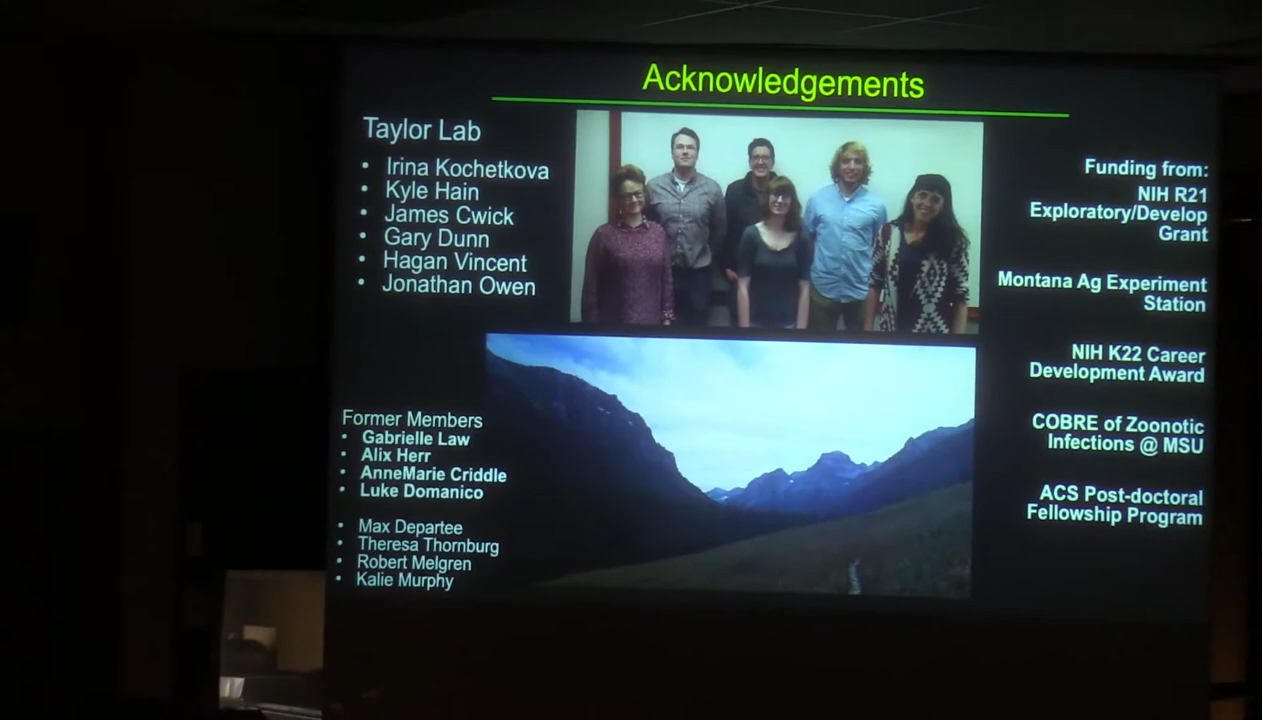 Acknowledgements
Taylor Lab
• Irina Kochetkova
• Kyle Hain
• James Cwick
• Gary Dunn
• Hagan Vincent
• Jonathan Owen
Former Members
• Gabrielle Law
• Alix Herr
• AnneMarie Criddle
• Luke Domanico
• Max Departee
• Theresa Thornburg
• Robert Melgren
• Kalie Murphy
Funding from:
NIH R21
Exploratory/Develop
Grant
Montana Ag Experiment
Station
NIH K22 Career
Development Award
COBRE of Zoonotic
Infections @ MSU
ACS Post-doctoral
Fellowship Program